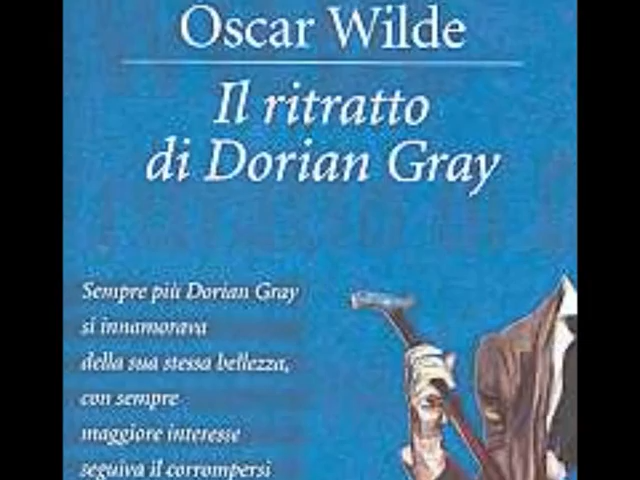 Oscar Wilde
Il ritratto
di Dorian Gray
Sempre più Dorian Gray
si innamorava
della sua stessa bellezza,
con sempre
maggiore interesse
seguiva il corrompersi